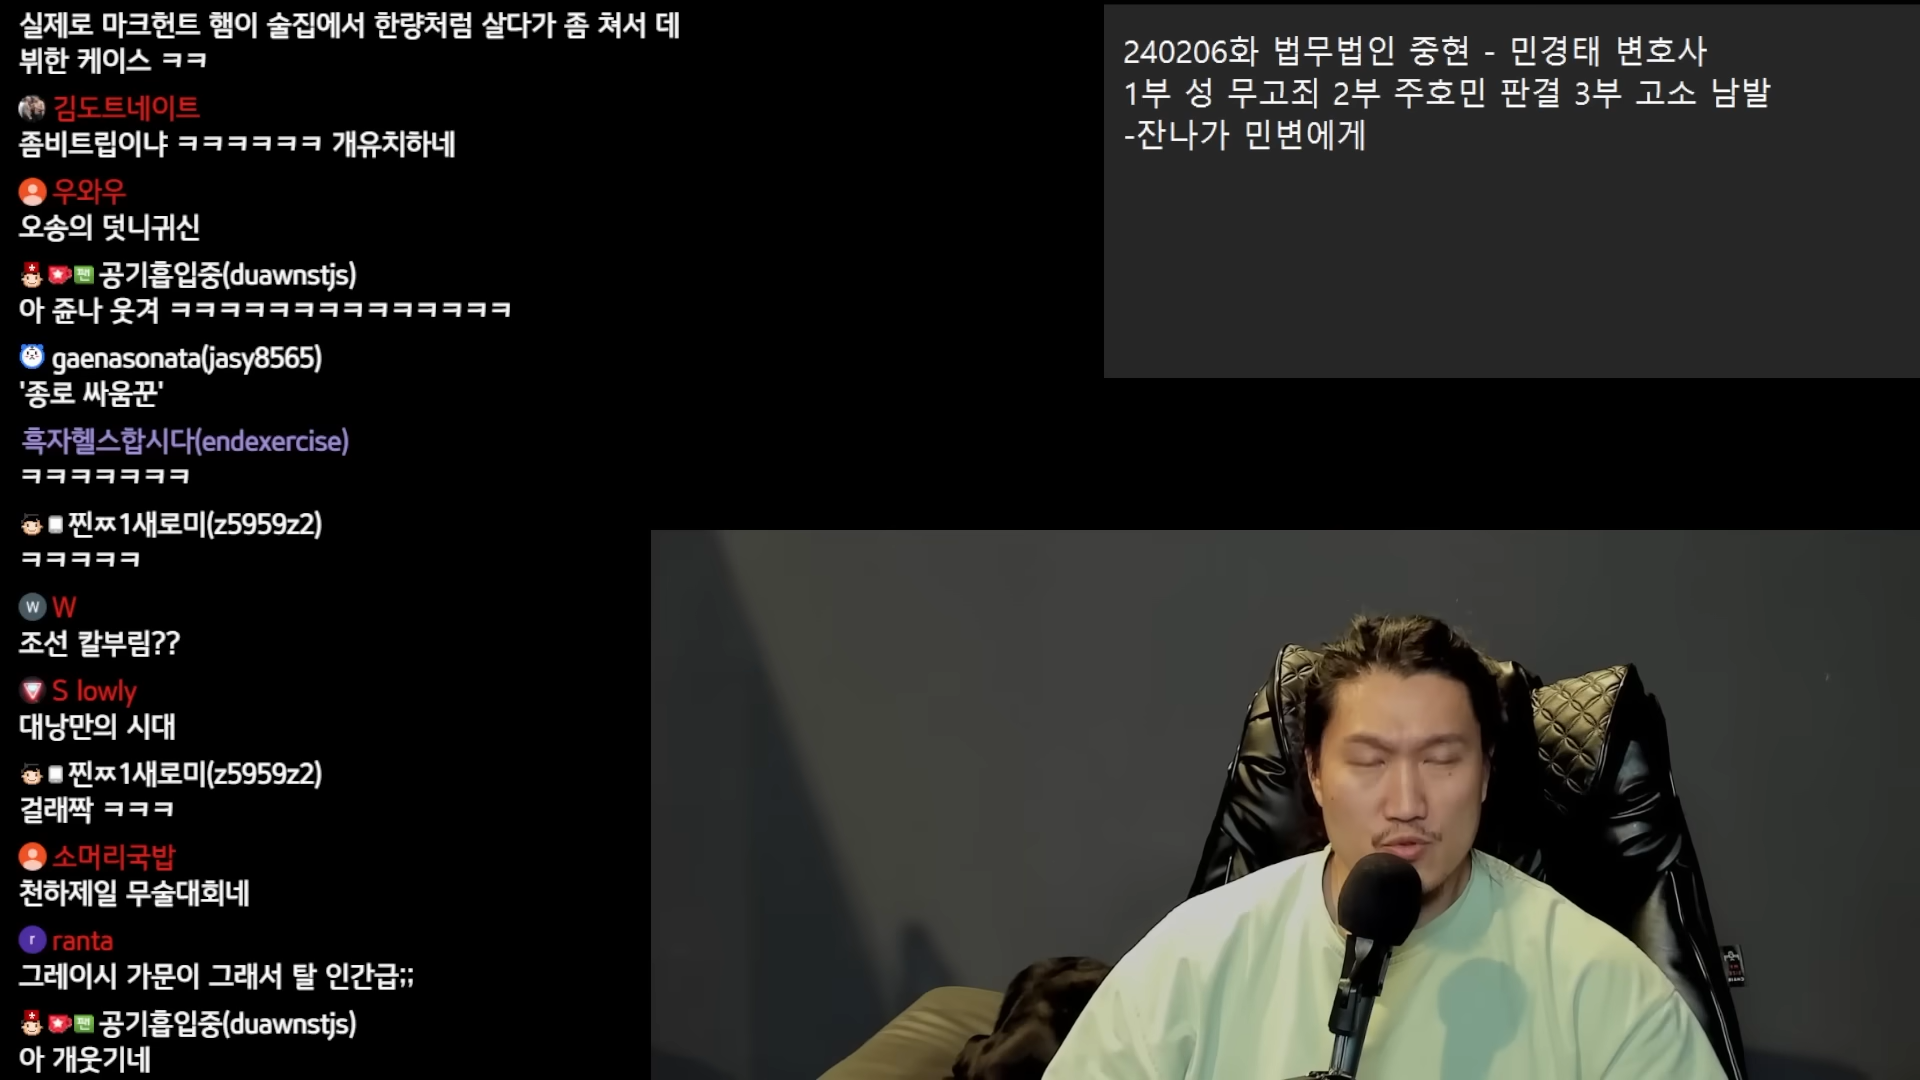 실제로 마크헌트 햄이 술집에서 한량처럼 살다가 좀 쳐서 데
뷔한 케이스 ㅋㅋ
김도트네이트
좀비트립이냐 ㅋㅋㅋㅋㅋㅋ 개유치하네
우와우
오송의 덧니귀신
공기흡입중(duawnstjs)
아 쥰나 웃겨 ㅋㅋㅋㅋㅋㅋㅋㅋㅋㅋㅋㅋㅋㅋ
gaenasonata(jasy8565)
'종로 싸움꾼'
흑자헬스합시다(endexercise)
ㅋㅋㅋㅋㅋㅋㅋ
찐ㅉ1새로미(z5959z2)
ㅋㅋㅋㅋㅋ
W W
조선 칼부림??
S lowly
대낭만의 시대
찐ㅉ1새로미(z5959z2)
걸래짝 ㅋㅋㅋ
소머리국밥
천하제일 무술대회네
r ranta
그레이시 가문이 그래서 탈 인간급;;
공기흡입중(duawnstjs)
아 개웃기네
240206화 법무법인 중현 - 민경태 변호사
1부 성 무고죄 2부 주호민 판결 3부 고소 남발
-잔나가 민변에게